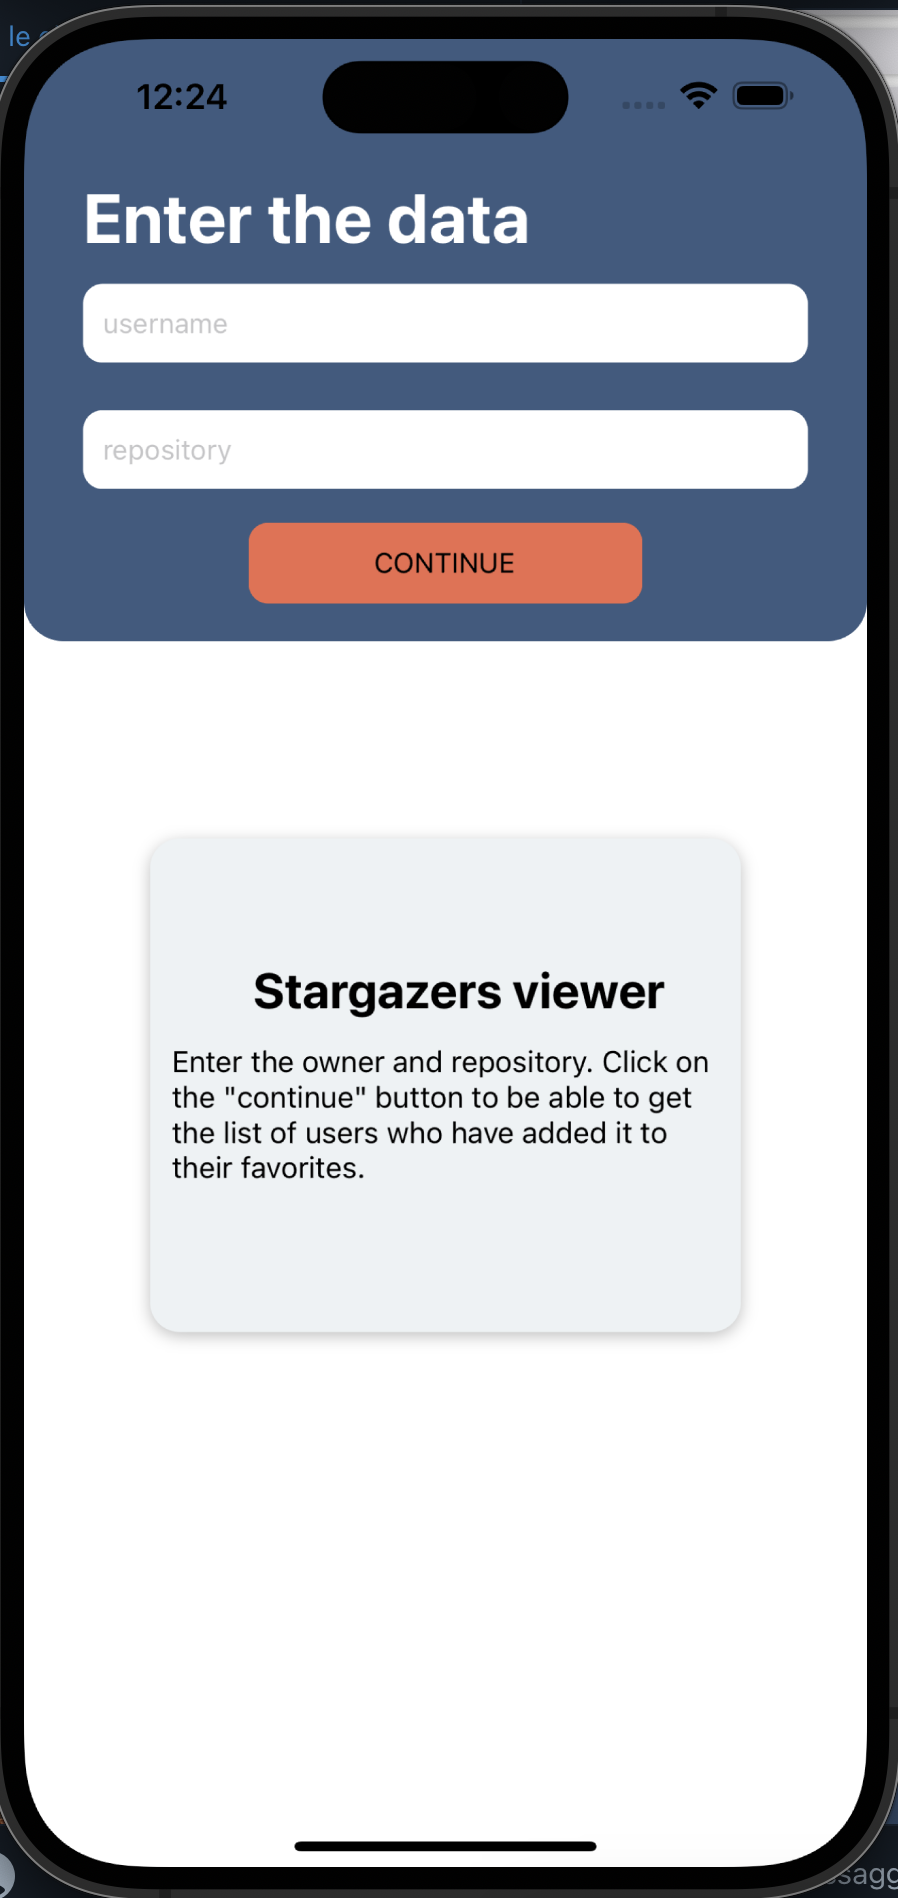 le
12:24
Enter the data
username
repository
CONTINUE
Stargazers viewer
Enter the owner and repository. Click on
the "continue" button to be able to get
the list of users who have added it to
their favorites.